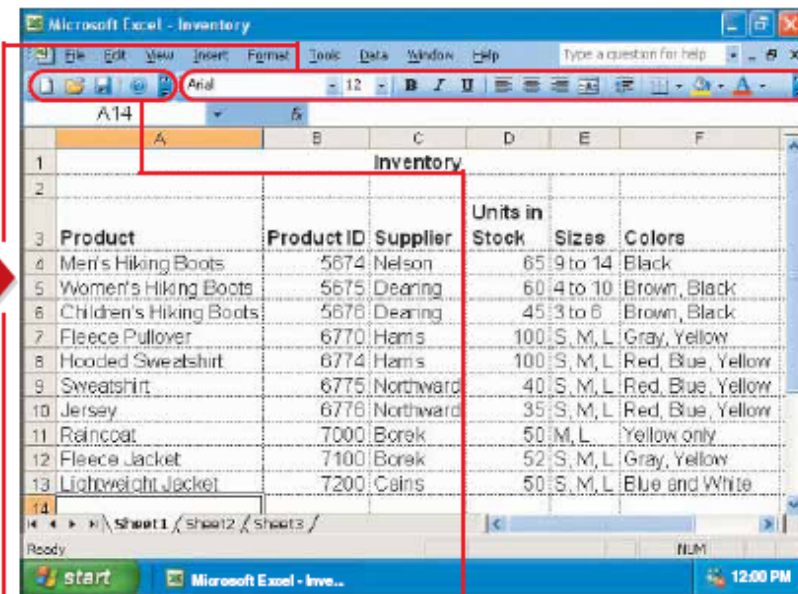 Microsoft Excel - Inventory
File Edit View Insert Format Tools Data Window Help Type a question for help
Arial 12 B I U A
A14 fx
A B C D E F
1 Inventory
2
3 Product Product ID Supplier Units in Stock Sizes Colors
4 Men's Hiking Boots 5674 Nelson 65 9 to 14 Black
5 Women's Hiking Boots 5675 Dearing 60 4 to 10 Brown, Black
6 Children's Hiking Boots 5676 Dearing 45 3 to 6 Brown, Black
7 Fleece Pullover 6770 Harris 100 S, M, L Gray, Yellow
8 Hooded Sweatshirt 6774 Harris 100 S, M, L Red, Blue, Yellow
9 Sweatshirt 6775 Northward 40 S, M, L Red, Blue, Yellow
10 Jersey 6776 Northward 35 S, M, L Red, Blue, Yellow
11 Raincoat 7000 Borek 50 M, L Yellow only
12 Fleece Jacket 7100 Borek 52 S, M, L Gray, Yellow
13 Lightweight Jacket 7200 Cains 50 S, M, L Blue and White
14
Sheet1 / Sheet2 / Sheet3 /
Ready NUM
start Microsoft Excel - Inve... 12:00 PM